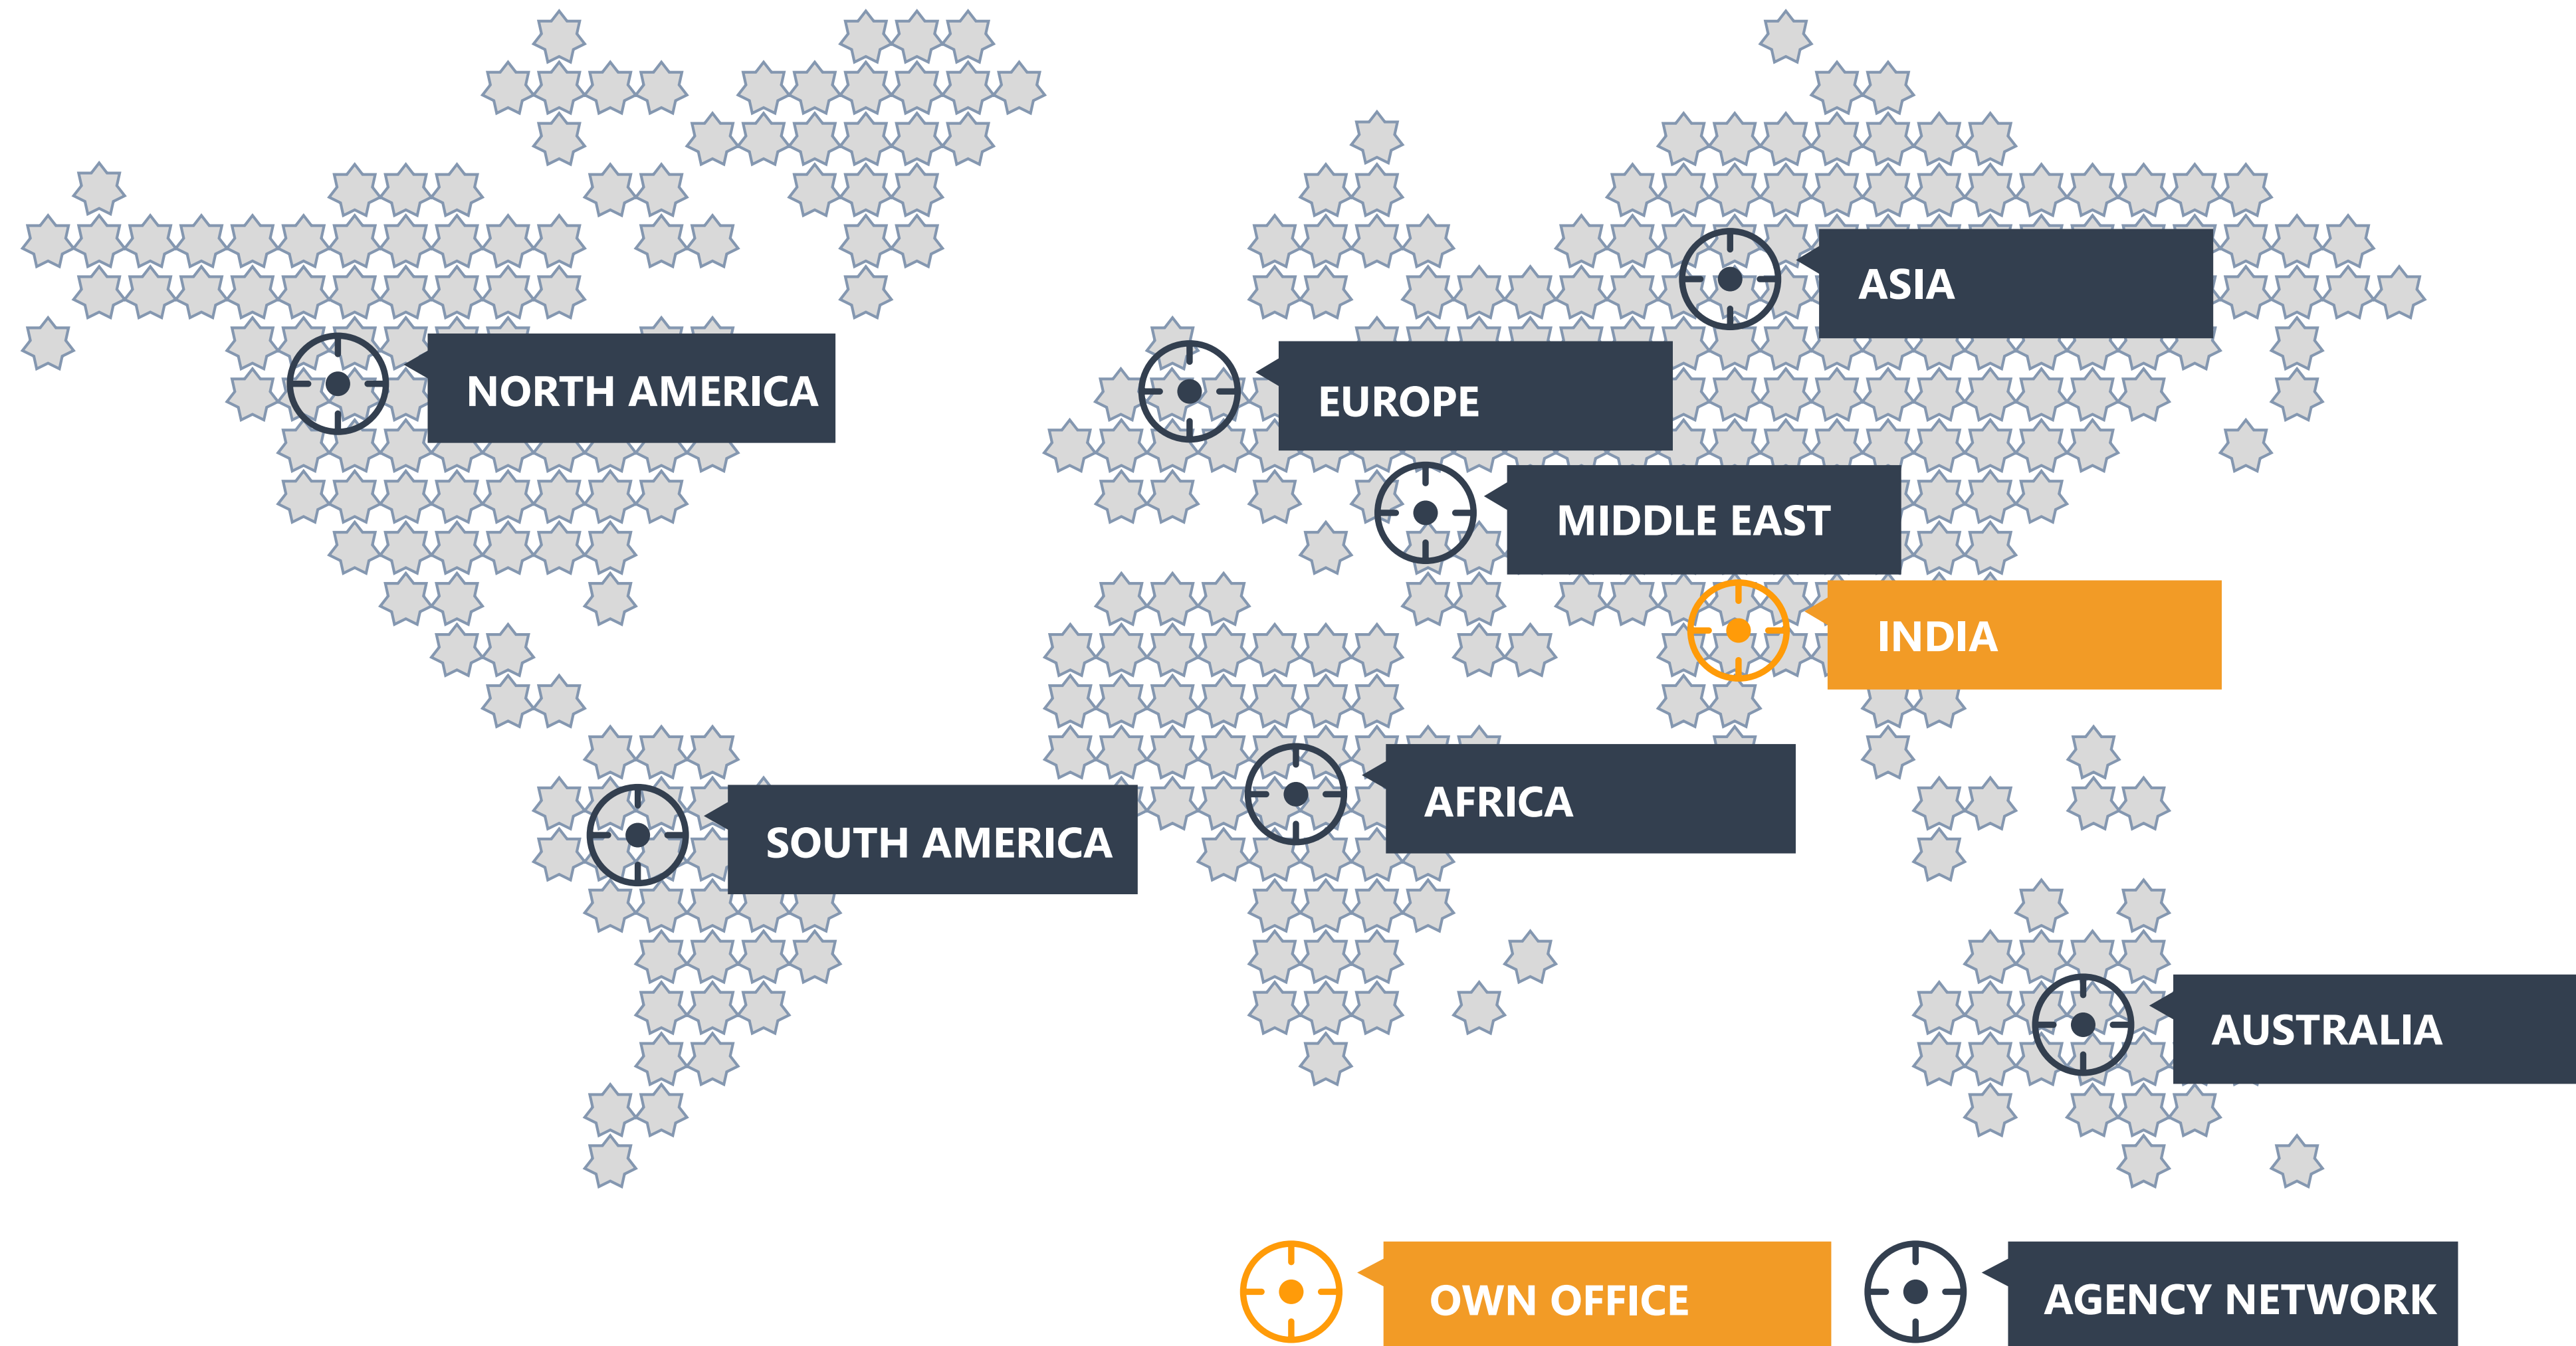 ASIA
NORTH AMERICA
EUROPE
MIDDLE EAST
INDIA
AFRICA
SOUTH AMERICA
AUSTRALIA
OWN OFFICE
AGENCY NETWORK